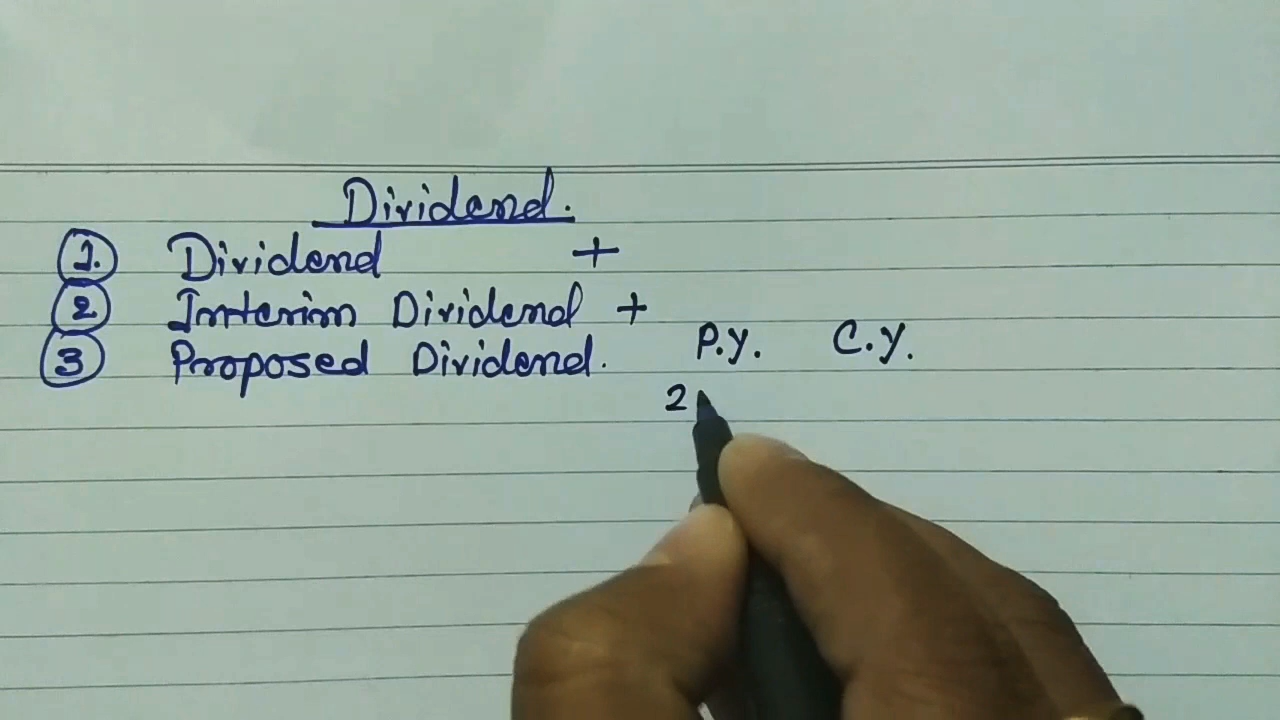 Dividend.
1. Dividend +
2 Interim Dividend +
3 Proposed Dividend. P.Y. C.Y.
2